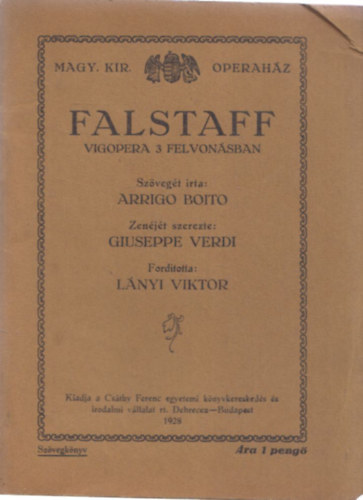 MAGY. KIR. OPERAHÁZ
FALSTAFF
VIGOPERA 3 FELVONÁSBAN
Szövegét írta:
ARRIGO BOITO
Zenéjét szerezte:
GIUSEPPE VERDI
Fordította:
LÁNYI VIKTOR
Kiadja a Csáthy Ferenc egyetemi könyvkereskedés és
irodalmi vállalat rt. Debrecen—Budapest
1928
Szövegkönyv Ára 1 pengő